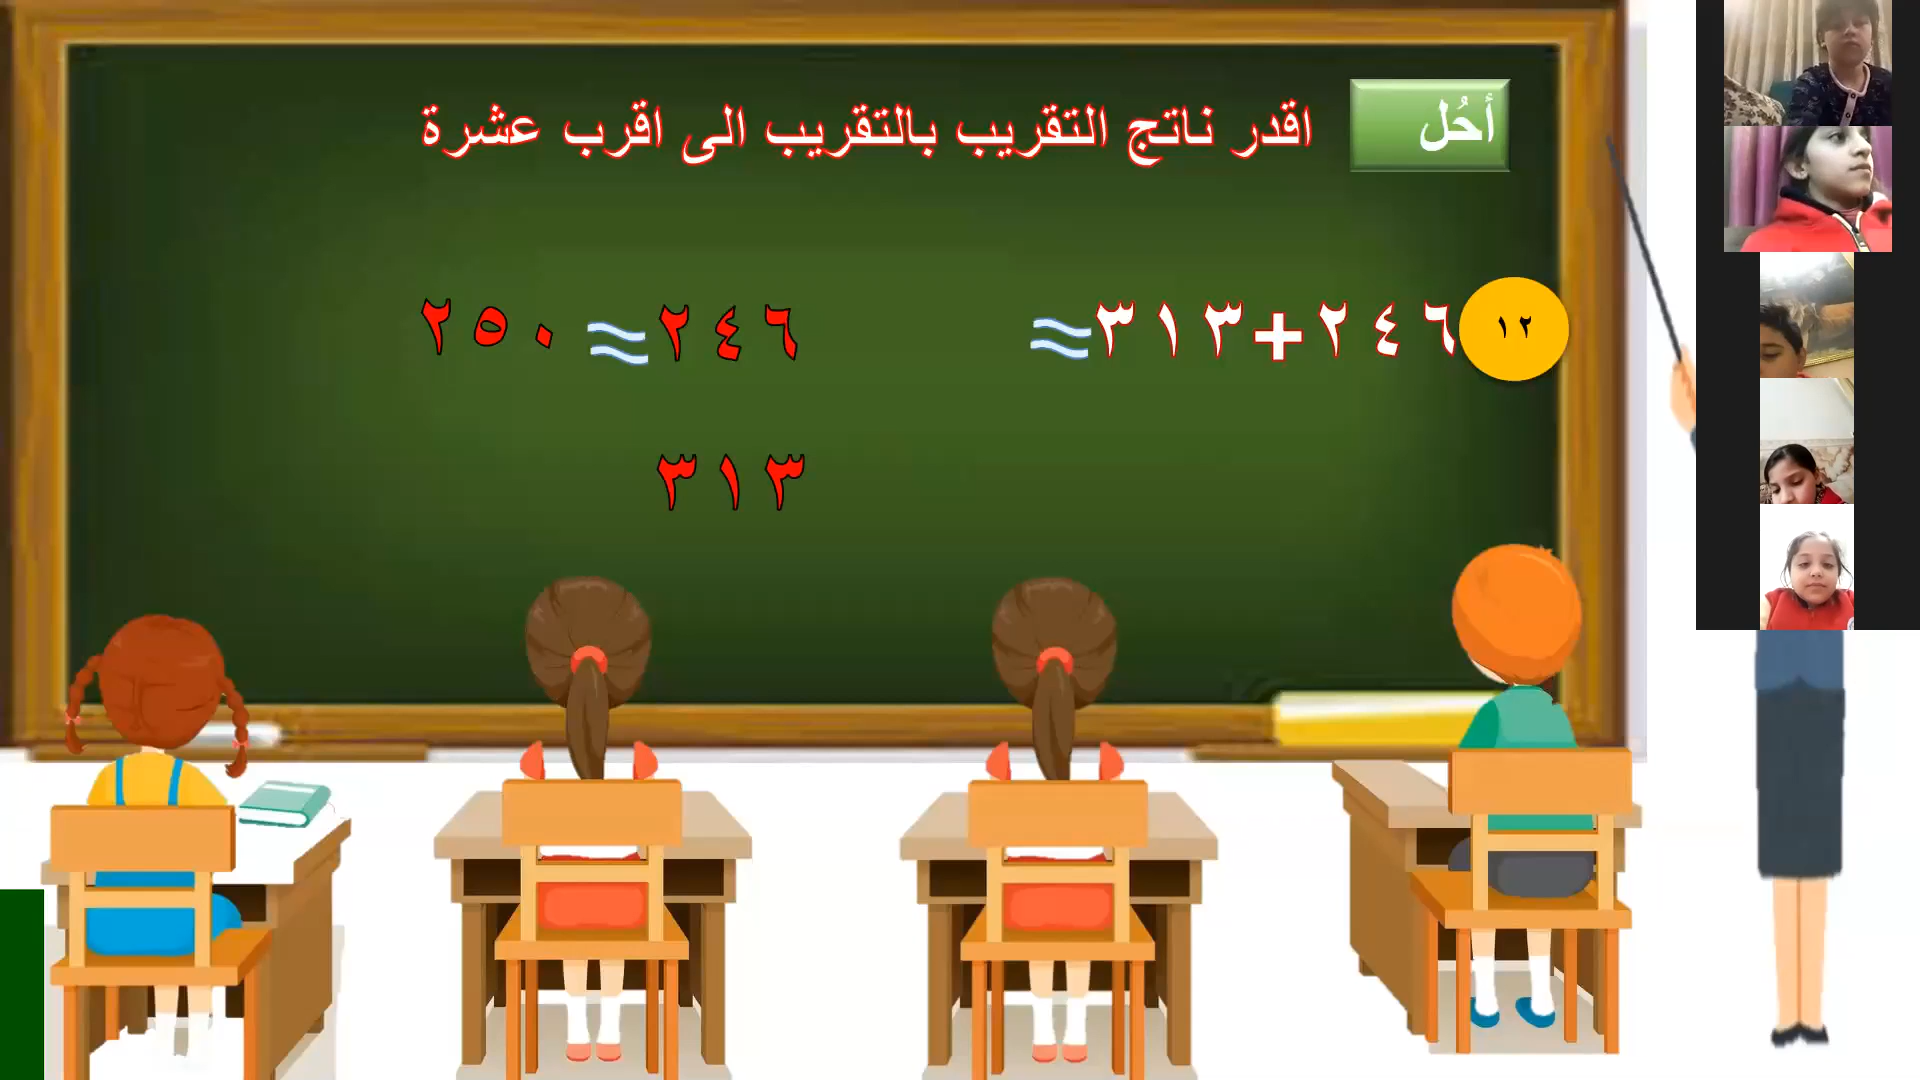 أحُل
اقدر ناتج التقريب بالتقريب الى اقرب عشرة
١٢
٢٤٦+٣١٣≈
٢٤٦≈٢٥٠
٣١٣